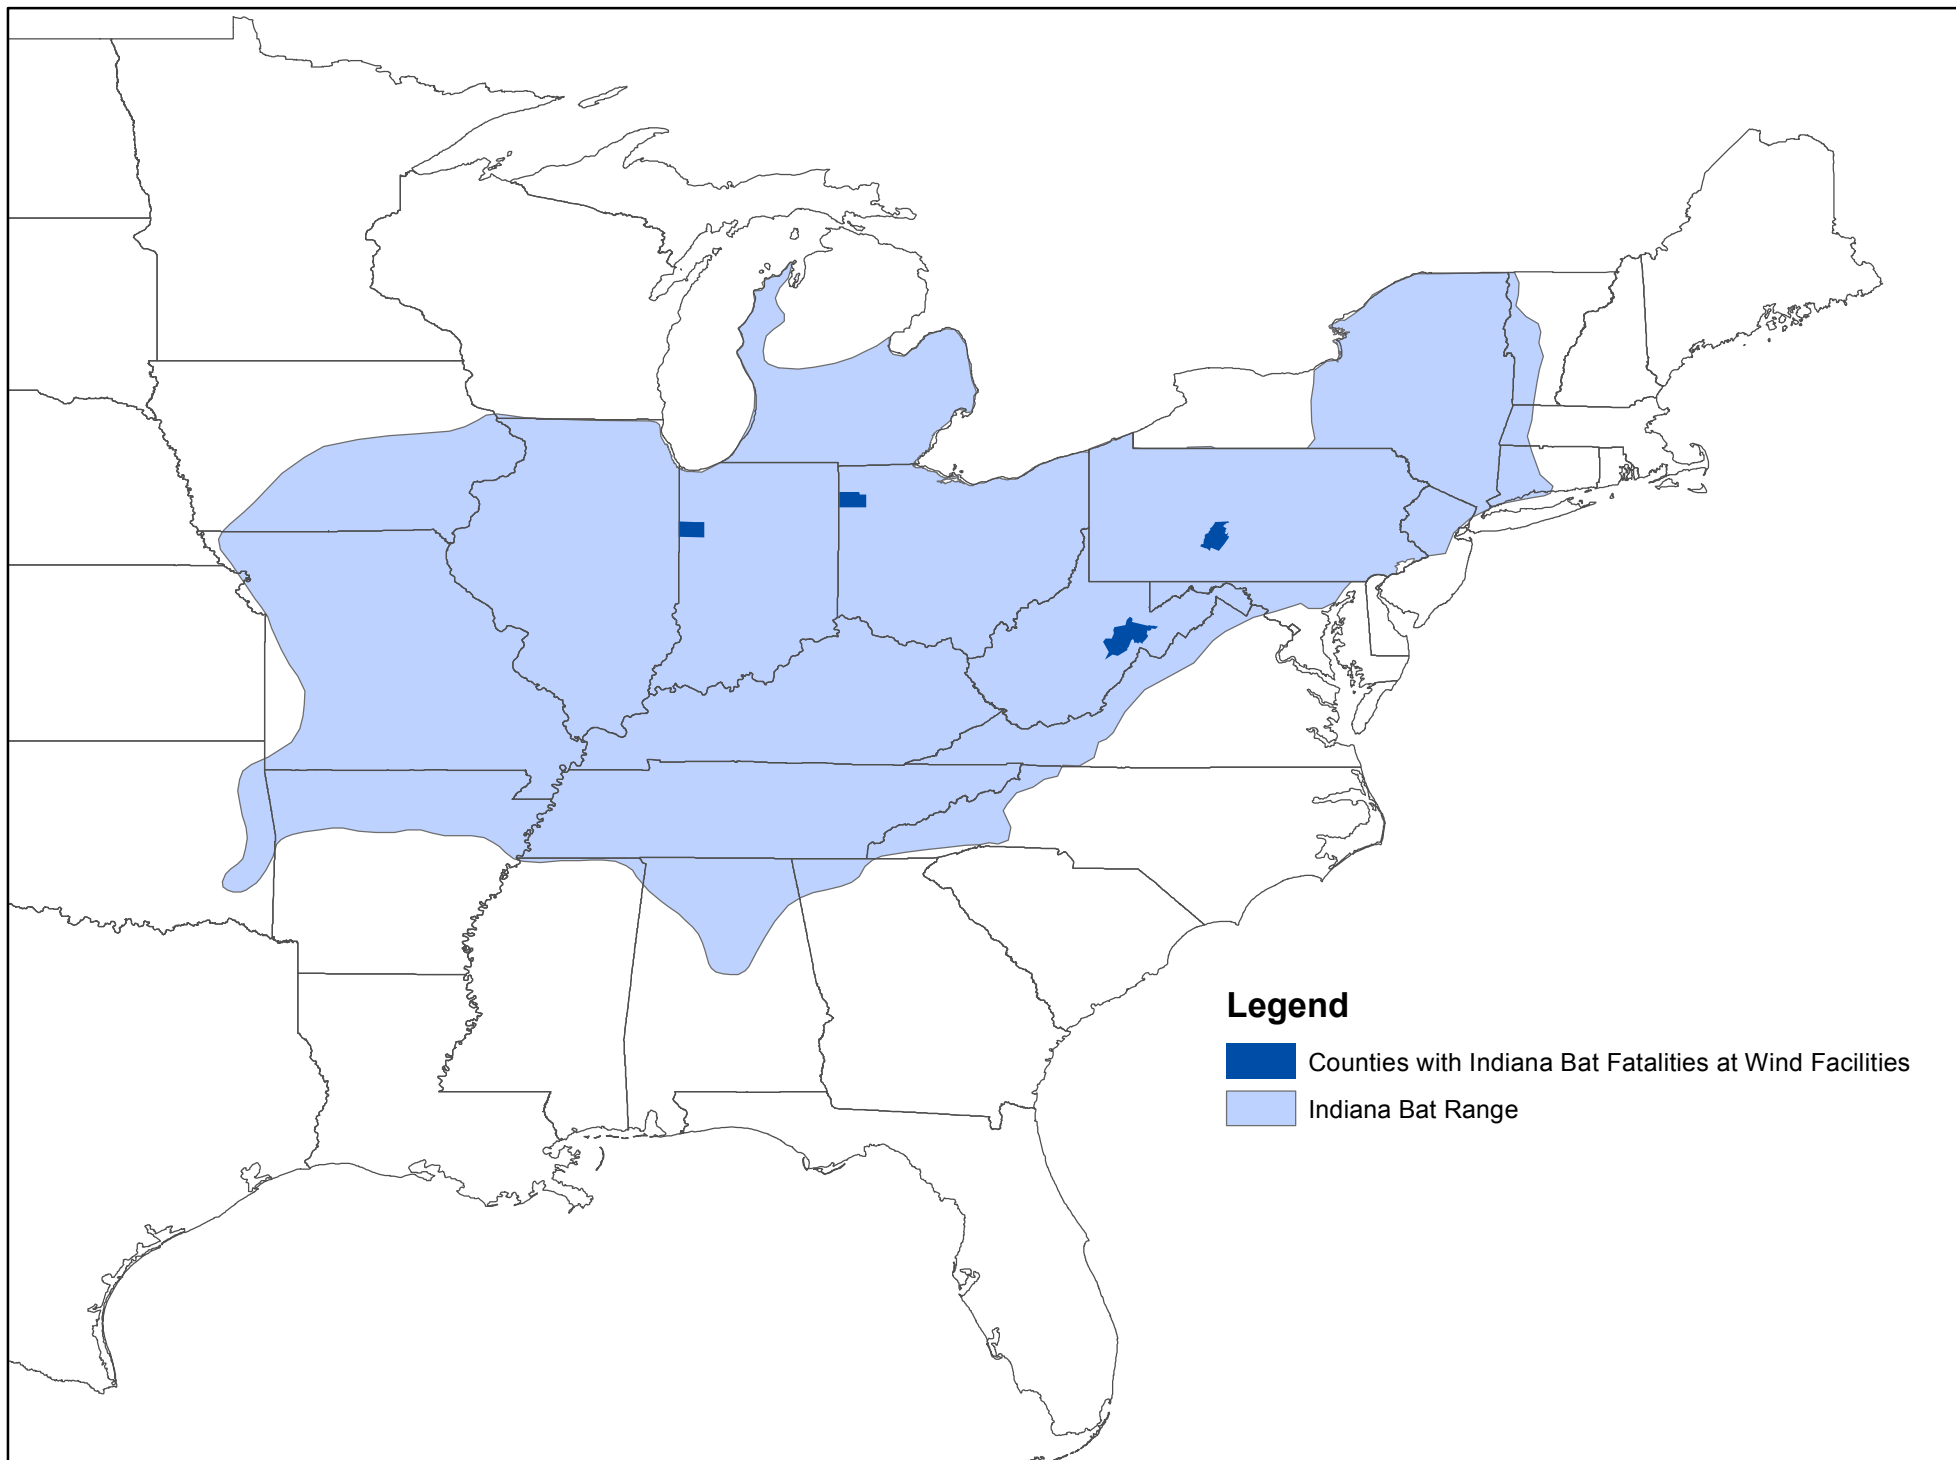 Legend
Counties with Indiana Bat Fatalities at Wind Facilities
Indiana Bat Range